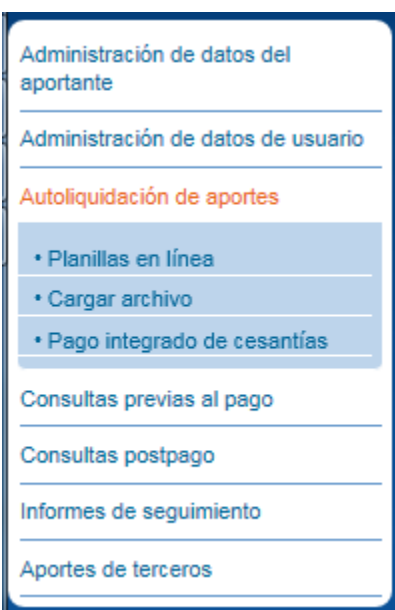 Administración de datos del
aportante
Administración de datos de usuario
Autoliquidación de aportes
• Planillas en línea
• Cargar archivo
• Pago integrado de cesantías
Consultas previas al pago
Consultas postpago
Informes de seguimiento
Aportes de terceros